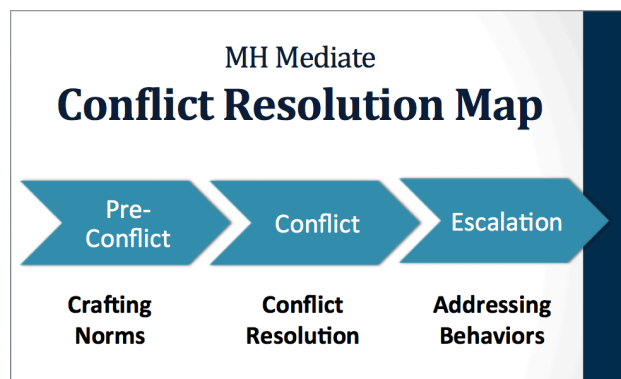 MH Mediate
Conflict Resolution Map
Pre-
Conflict
Conflict
Escalation
Crafting
Norms
Conflict
Resolution
Addressing
Behaviors